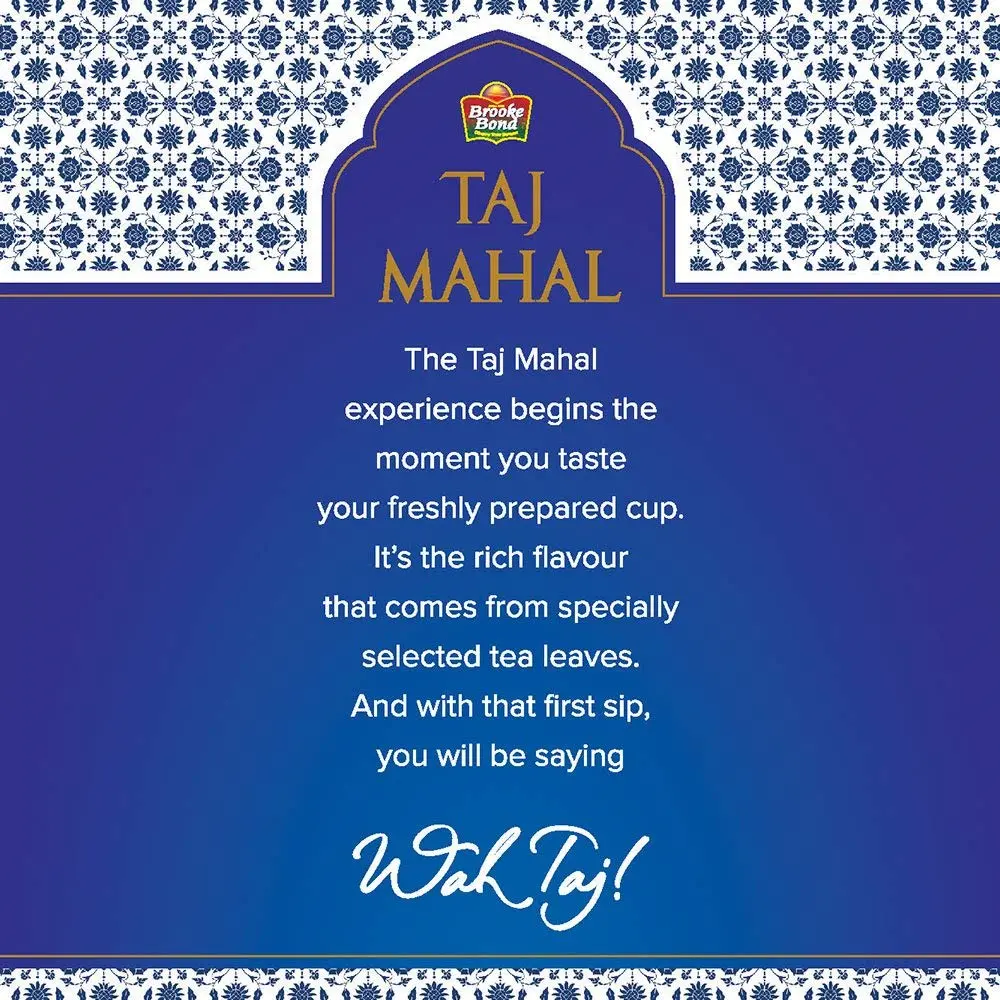 Brooke
Bond
TAJ
MAHAL
The Taj Mahal
experience begins the
moment you taste
your freshly prepared cup.
It's the rich flavour
that comes from specially
selected tea leaves.
And with that first sip,
you will be saying
Wah Taj!